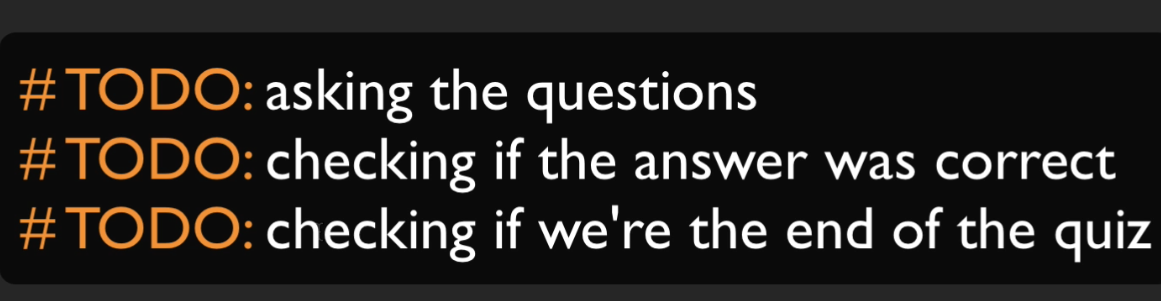 # TODO: asking the questions
# TODO: checking if the answer was correct
# TODO: checking if we're the end of the quiz